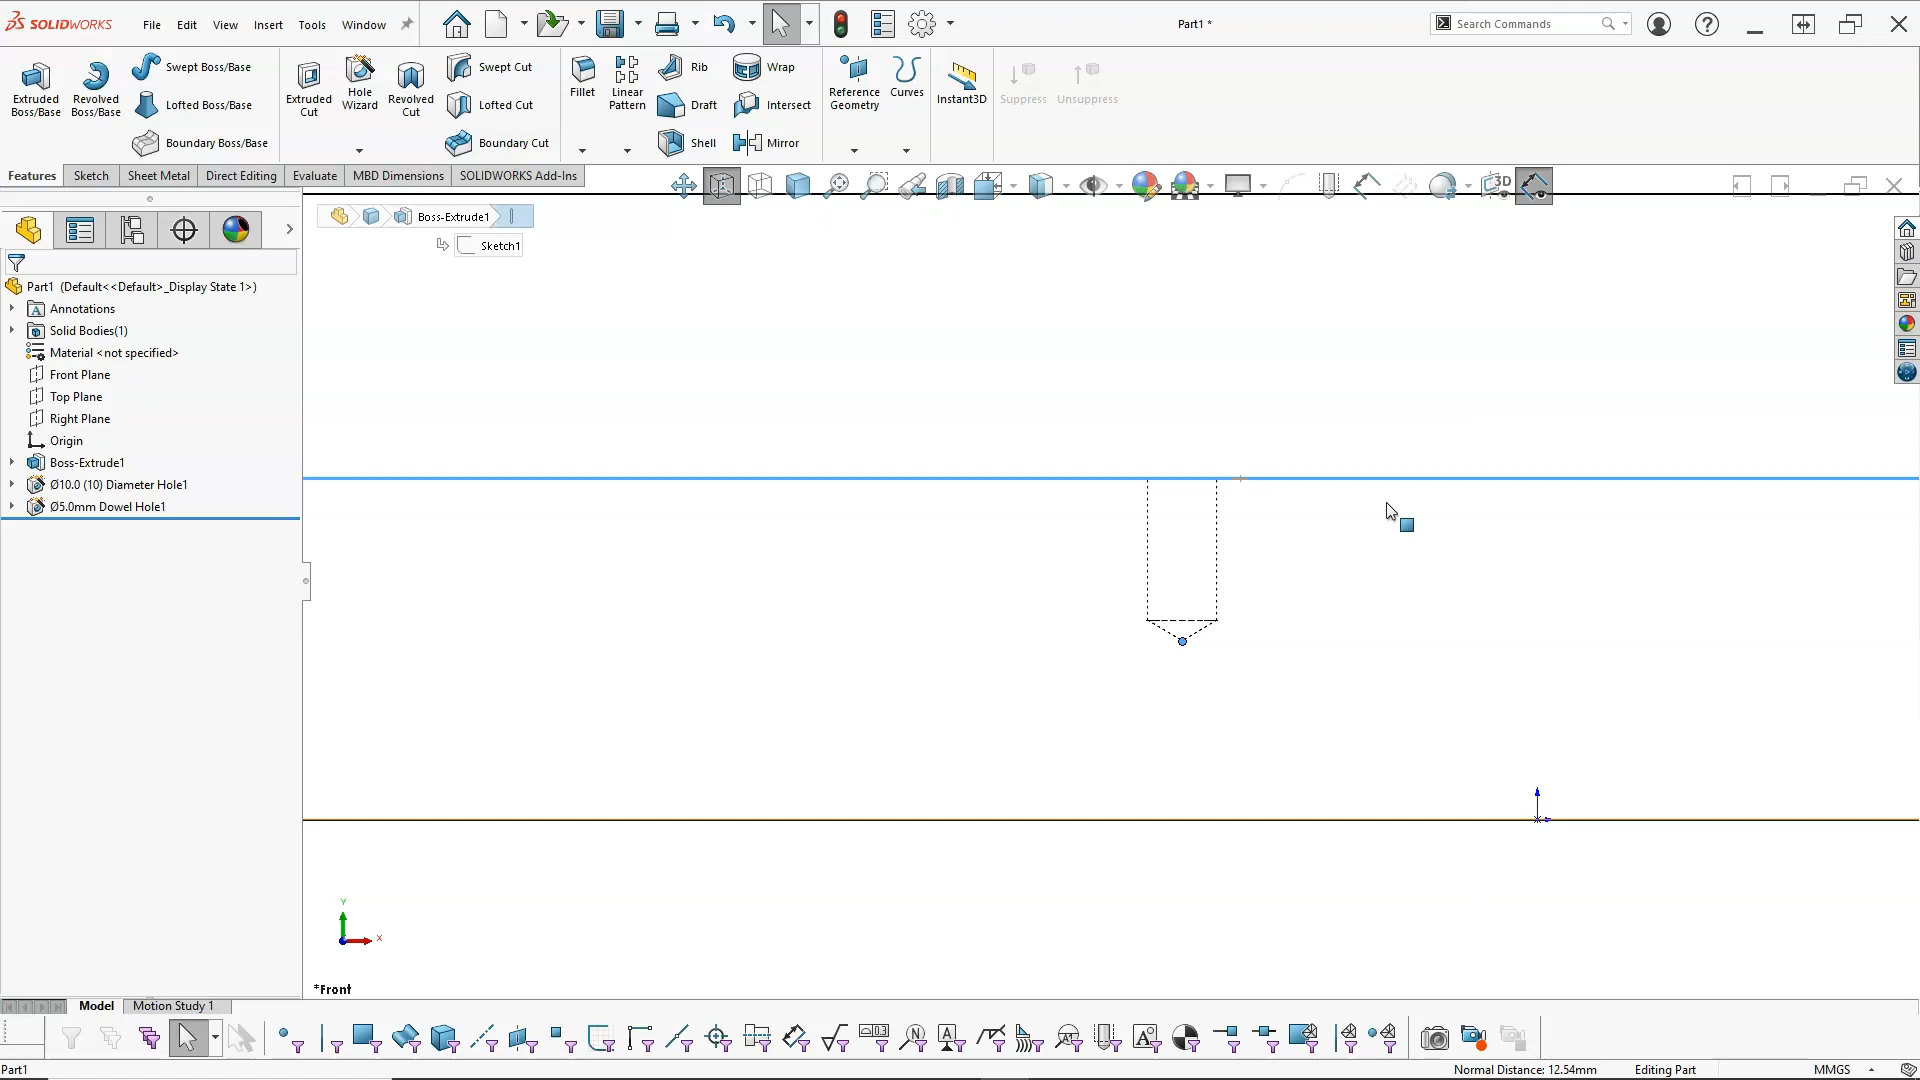 SOLIDWORKS
File Edit View Insert Tools Window
Part1 *
Search Commands
Extruded Boss/Base
Revolved Boss/Base
Swept Boss/Base
Lofted Boss/Base
Boundary Boss/Base
Extruded Cut
Hole Wizard
Revolved Cut
Swept Cut
Lofted Cut
Boundary Cut
Fillet
Linear Pattern
Rib
Draft
Shell
Wrap
Intersect
Mirror
Reference Geometry
Curves
Instant3D
Suppress
Unsuppress
Features Sketch Sheet Metal Direct Editing Evaluate MBD Dimensions SOLIDWORKS Add-Ins
3D
Boss-Extrude1
Sketch1
Part1 (Default<<Default>_Display State 1>)
Annotations
Solid Bodies(1)
Material <not specified>
Front Plane
Top Plane
Right Plane
Origin
Boss-Extrude1
Ø10.0 (10) Diameter Hole1
Ø5.0mm Dowel Hole1
Y
X
*Front
Model Motion Study 1
Part1
Normal Distance: 12.54mm
Editing Part
MMGS